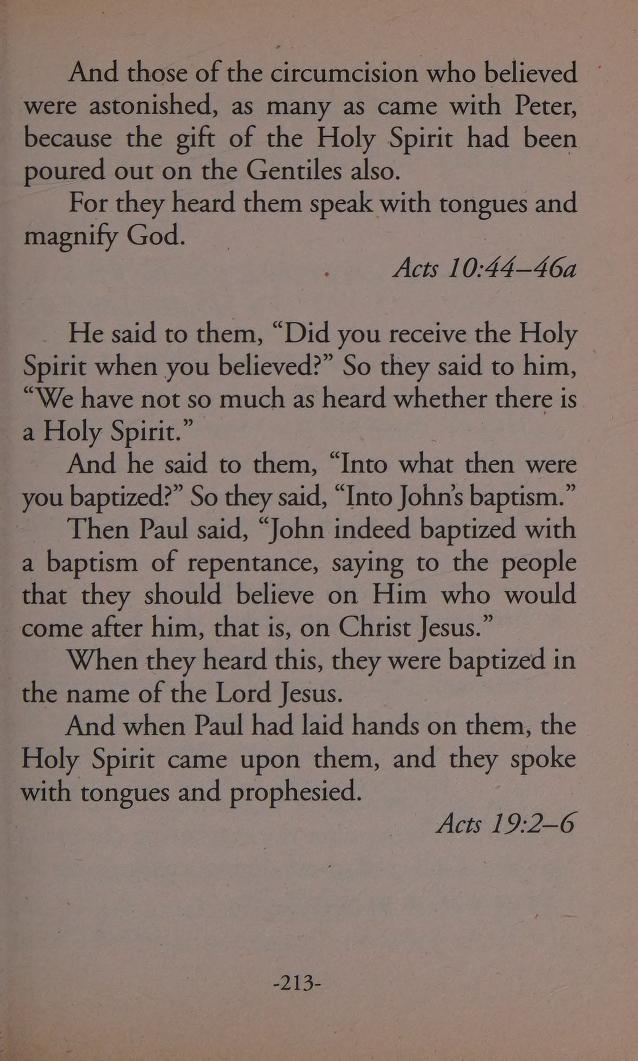 And those of the circumcision who believed
were astonished, as many as came with Peter,
because the gift of the Holy Spirit had been
poured out on the Gentiles also.
For they heard them speak with tongues and
magnify God.
Acts 10:44–46a
He said to them, “Did you receive the Holy
Spirit when you believed?” So they said to him,
“We have not so much as heard whether there is
a Holy Spirit.”
And he said to them, “Into what then were
you baptized?” So they said, “Into John’s baptism.”
Then Paul said, “John indeed baptized with
a baptism of repentance, saying to the people
that they should believe on Him who would
come after him, that is, on Christ Jesus.”
When they heard this, they were baptized in
the name of the Lord Jesus.
And when Paul had laid hands on them, the
Holy Spirit came upon them, and they spoke
with tongues and prophesied.
Acts 19:2–6
-213-